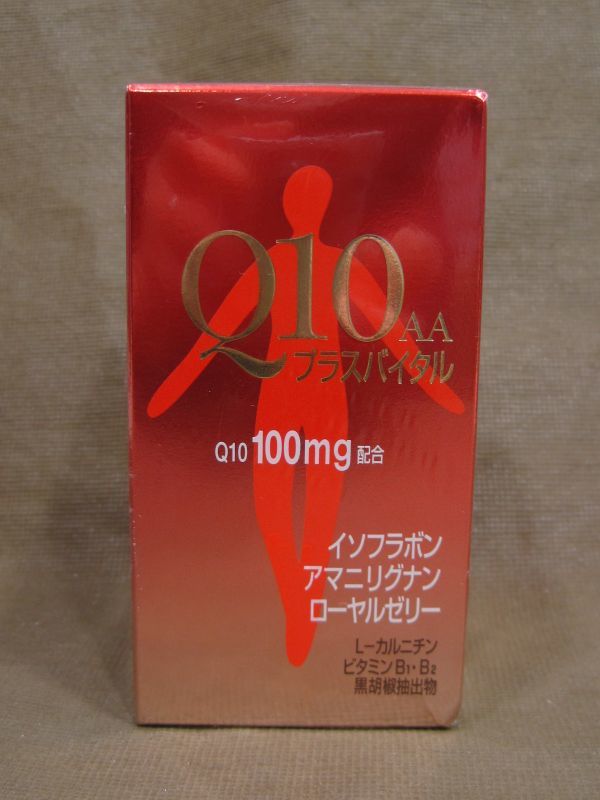 Q10 AA
プラスバイタル
Q10 100mg 配合
イソフラボン
アマニリグナン
ローヤルゼリー
L-カルニチン
ビタミンB1・B2
黒胡椒抽出物